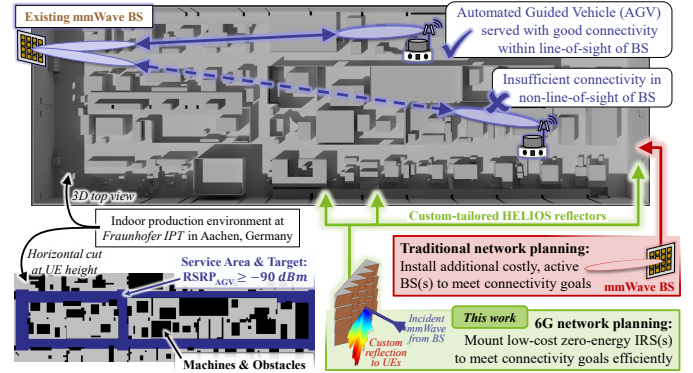 Existing mmWave BS
Automated Guided Vehicle (AGV)
served with good connectivity
within line-of-sight of BS
Insufficient connectivity in
non-line-of-sight of BS
3D top view
Indoor production environment at
Fraunhofer IPT in Aachen, Germany
Horizontal cut
at UE height
Service Area & Target:
RSRP_AGV ≥ −90 dBm
Machines & Obstacles
Custom-tailored HELIOS reflectors
Traditional network planning:
Install additional costly, active
BS(s) to meet connectivity goals
mmWave BS
Incident
mmWave
from BS
Custom
reflection
to UEs
This work
6G network planning:
Mount low-cost zero-energy IRS(s)
to meet connectivity goals efficiently